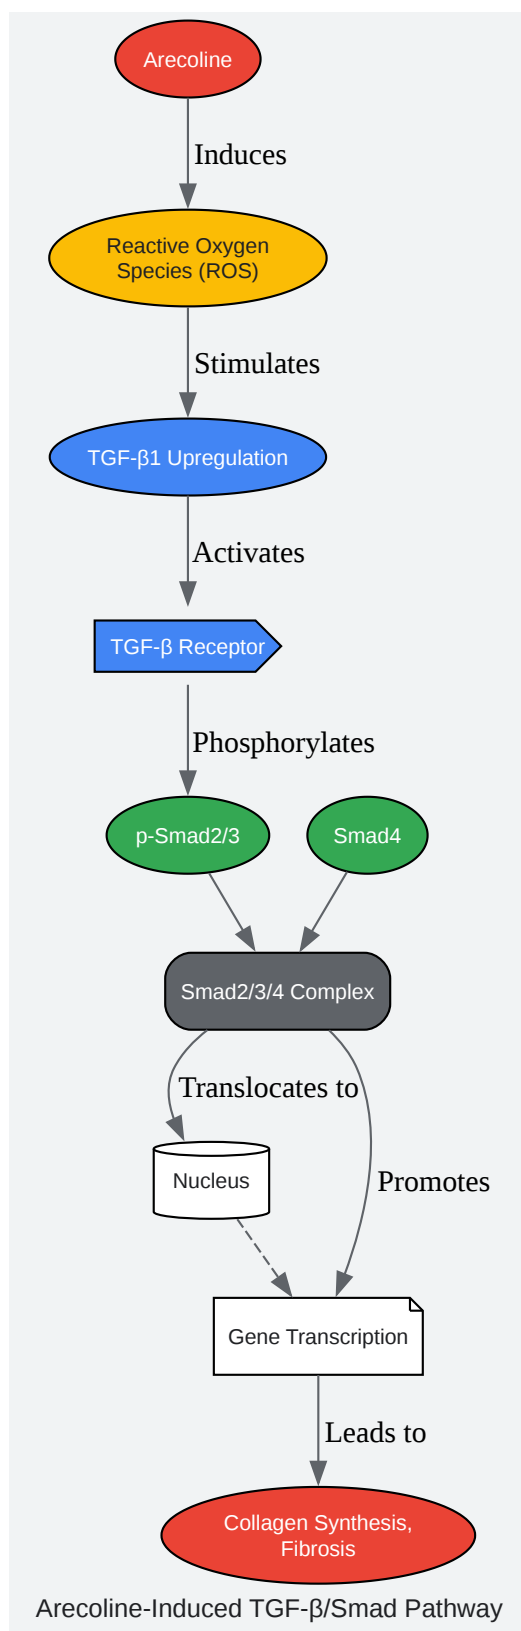 Arecoline
Induces
Reactive Oxygen
Species (ROS)
Stimulates
TGF-β1 Upregulation
Activates
TGF-β Receptor
Phosphorylates
p-Smad2/3
Smad4
Smad2/3/4 Complex
Translocates to
Nucleus
Promotes
Gene Transcription
Leads to
Collagen Synthesis,
Fibrosis
Arecoline-Induced TGF-β/Smad Pathway